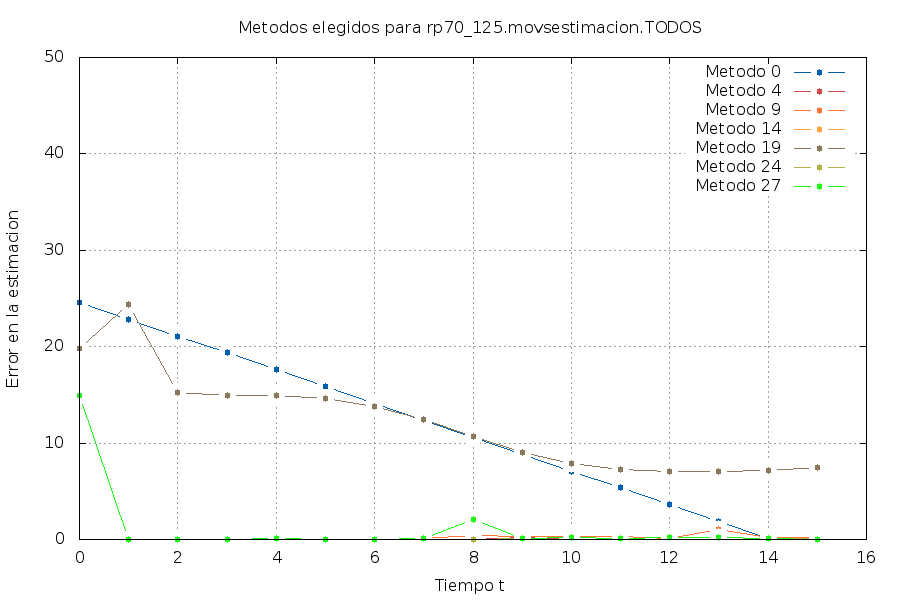 Metodos elegidos para rp70_125.movsestimacion.TODOS
50
40
30
20
10
0
Error en la estimacion
Metodo 0
Metodo 4
Metodo 9
Metodo 14
Metodo 19
Metodo 24
Metodo 27
0 2 4 6 8 10 12 14 16
Tiempo t